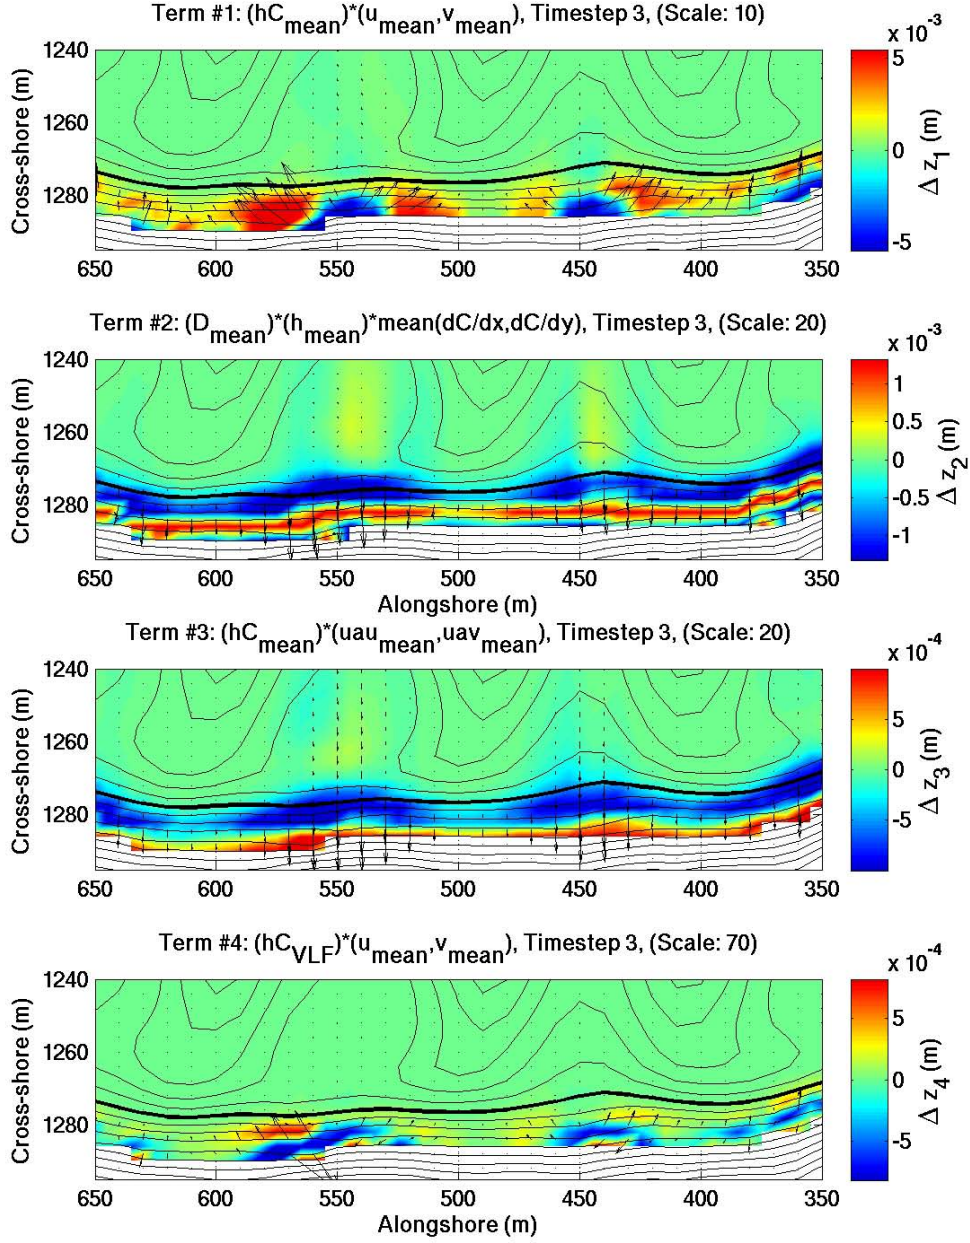 Term #1: (hC_mean)*(u_mean,v_mean), Timestep 3, (Scale: 10)
x 10^-3
1240
1260
1280
Cross-shore (m)
650 600 550 500 450 400 350
5
0
-5
Δ z_1 (m)
Term #2: (D_mean)*(h_mean)*mean(dC/dx,dC/dy), Timestep 3, (Scale: 20)
x 10^-3
1240
1260
1280
Cross-shore (m)
650 600 550 500 450 400 350
Alongshore (m)
1
0.5
0
-0.5
-1
Δ z_2 (m)
Term #3: (hC_mean)*(uau_mean,uav_mean), Timestep 3, (Scale: 20)
x 10^-4
1240
1260
1280
Cross-shore (m)
650 600 550 500 450 400 350
5
0
-5
Δ z_3 (m)
Term #4: (hC_VLF)*(u_mean,v_mean), Timestep 3, (Scale: 70)
x 10^-4
1240
1260
1280
Cross-shore (m)
650 600 550 500 450 400 350
Alongshore (m)
5
0
-5
Δ z_4 (m)